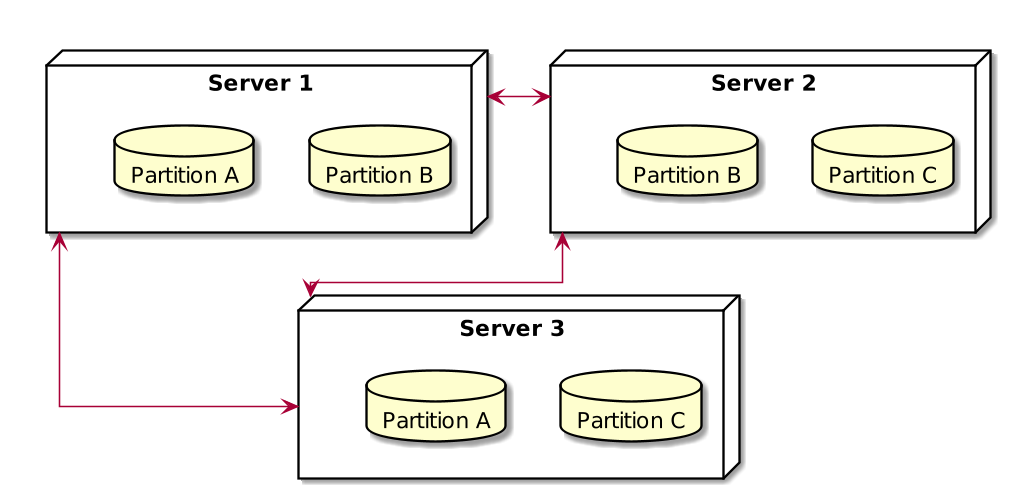 Server 1
Partition A
Partition B
Server 2
Partition B
Partition C
Server 3
Partition A
Partition C